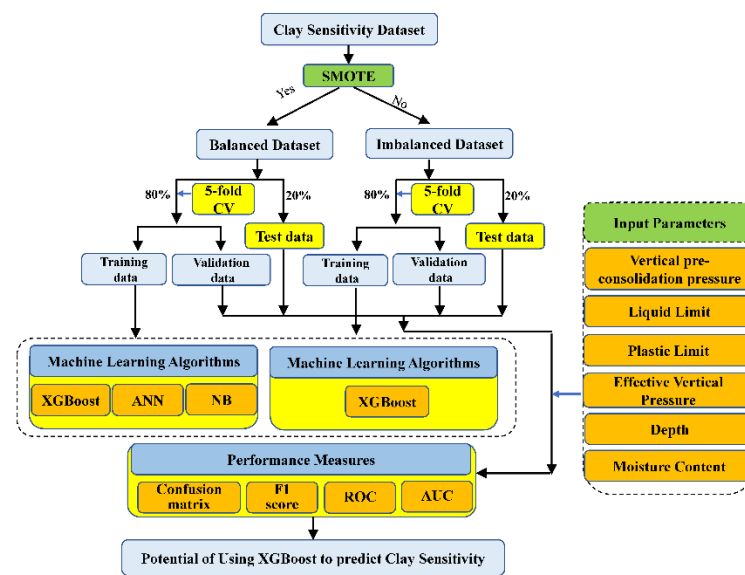 Clay Sensitivity Dataset
SMOTE
Yes
No
Balanced Dataset
Imbalanced Dataset
80%
5-fold
CV
20%
80%
5-fold
CV
20%
Test data
Test data
Training
data
Validation
data
Training
data
Validation
data
Input Parameters
Vertical pre-
consolidation pressure
Liquid Limit
Plastic Limit
Effective Vertical
Pressure
Depth
Moisture Content
Machine Learning Algorithms
XGBoost
ANN
NB
Machine Learning Algorithms
XGBoost
Performance Measures
Confusion
matrix
F1
score
ROC
AUC
Potential of Using XGBoost to predict Clay Sensitivity